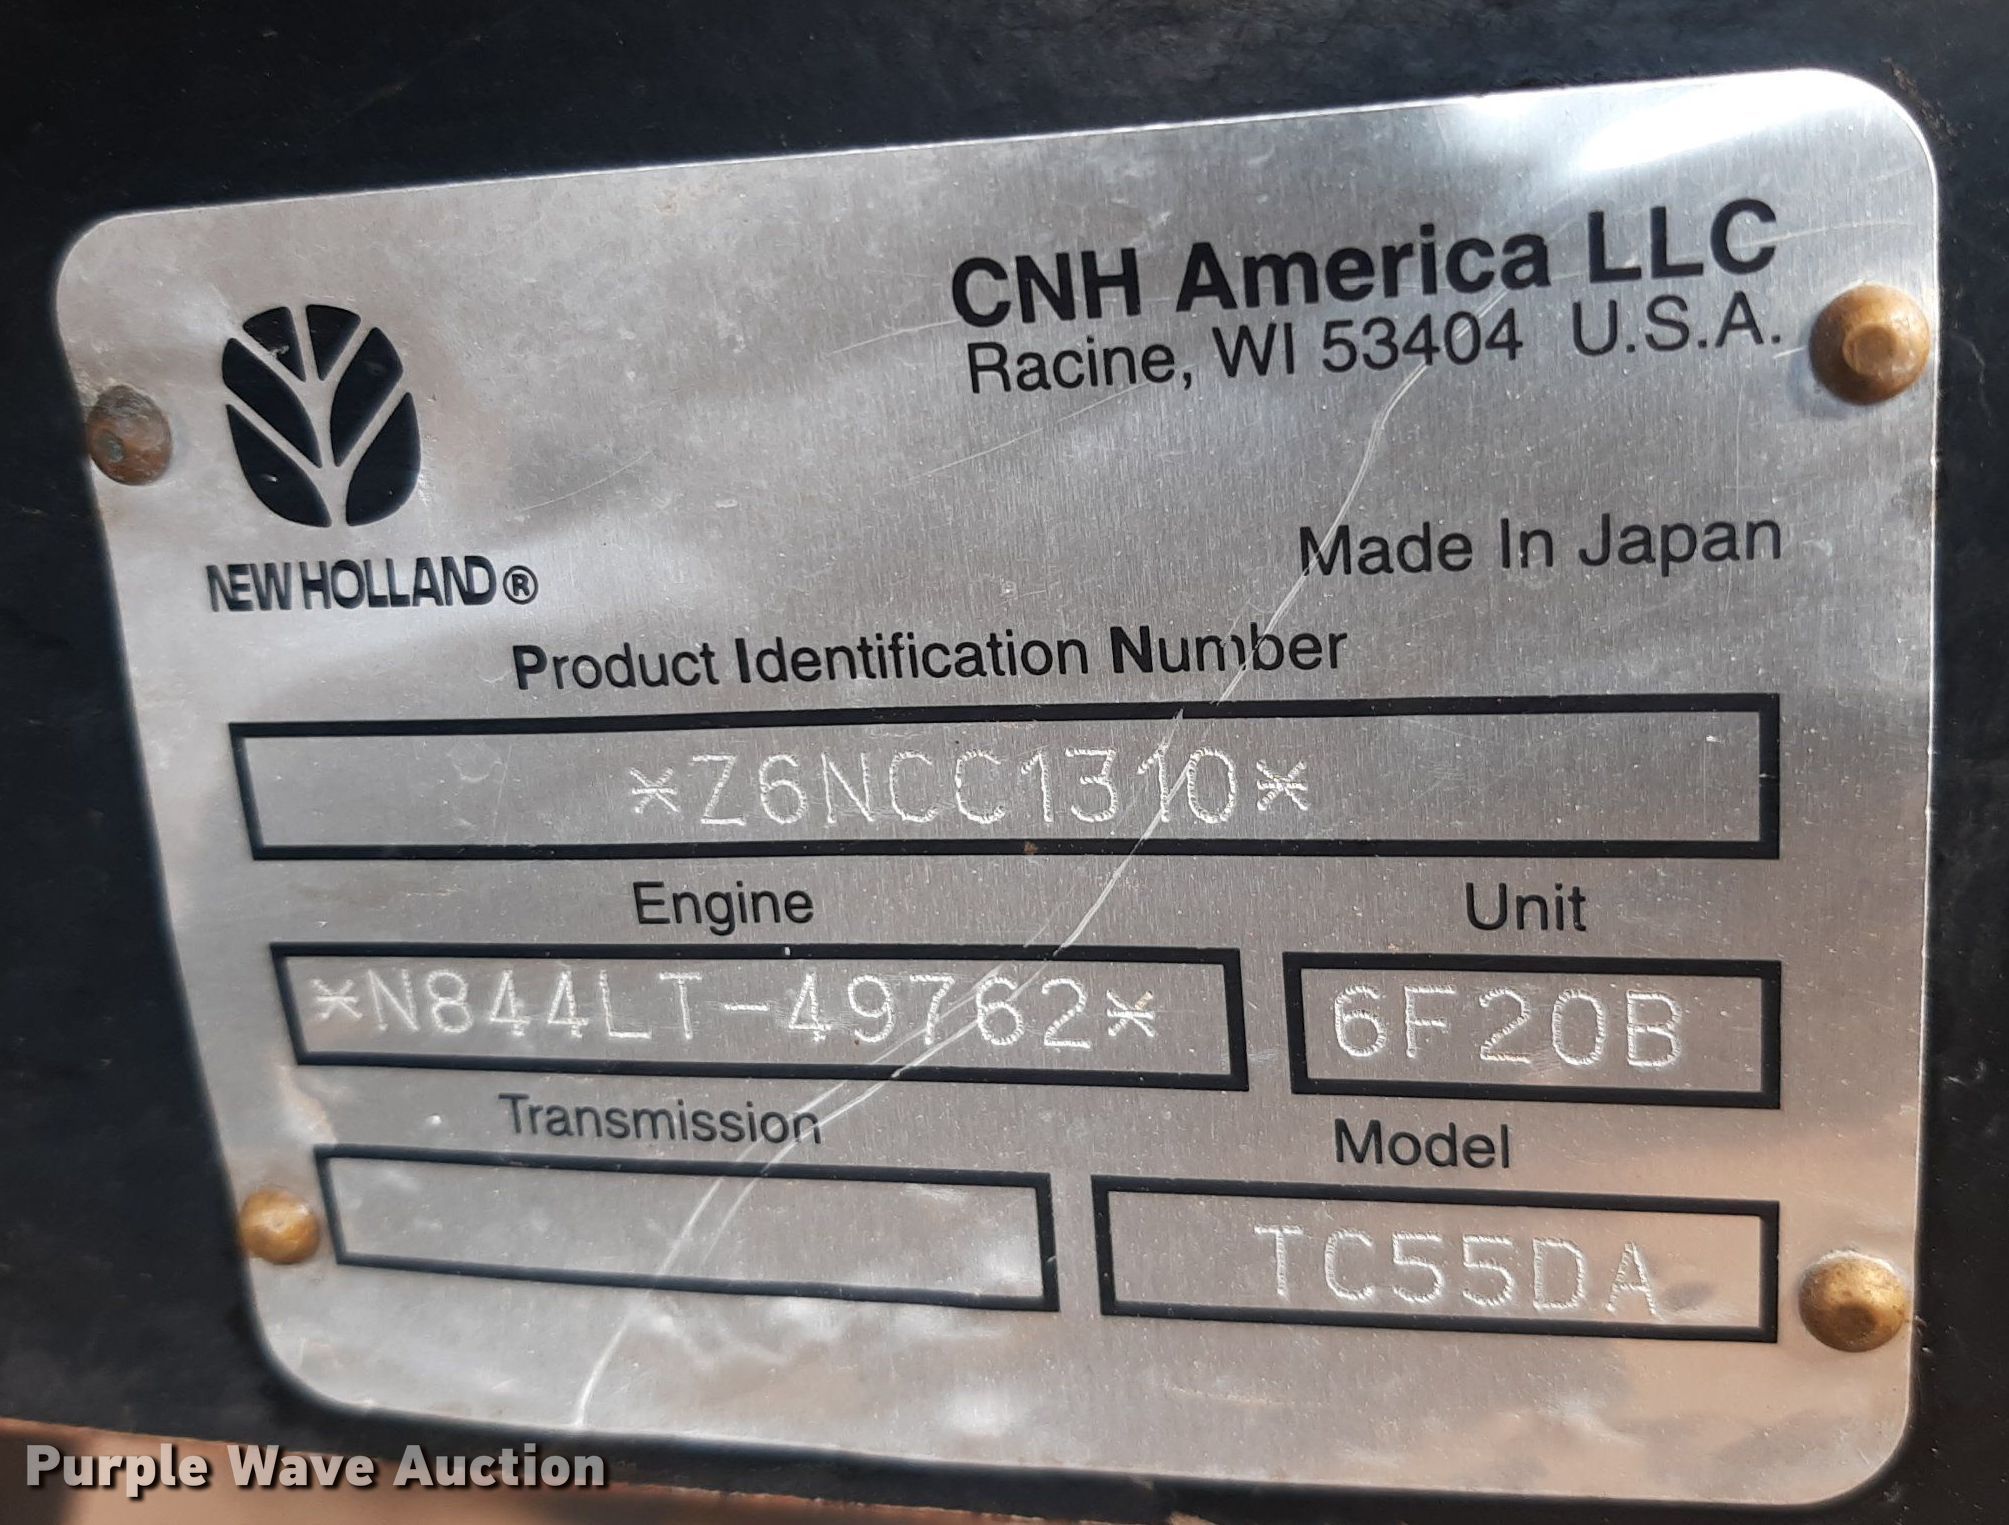 CNH America LLC
Racine, WI 53404 U.S.A.
NEW HOLLAND®
Made In Japan
Product Identification Number
*Z6NCC1310*
Engine
Unit
*N844LT-49762*
6F20B
Transmission
Model
TC55DA
Purple Wave Auction